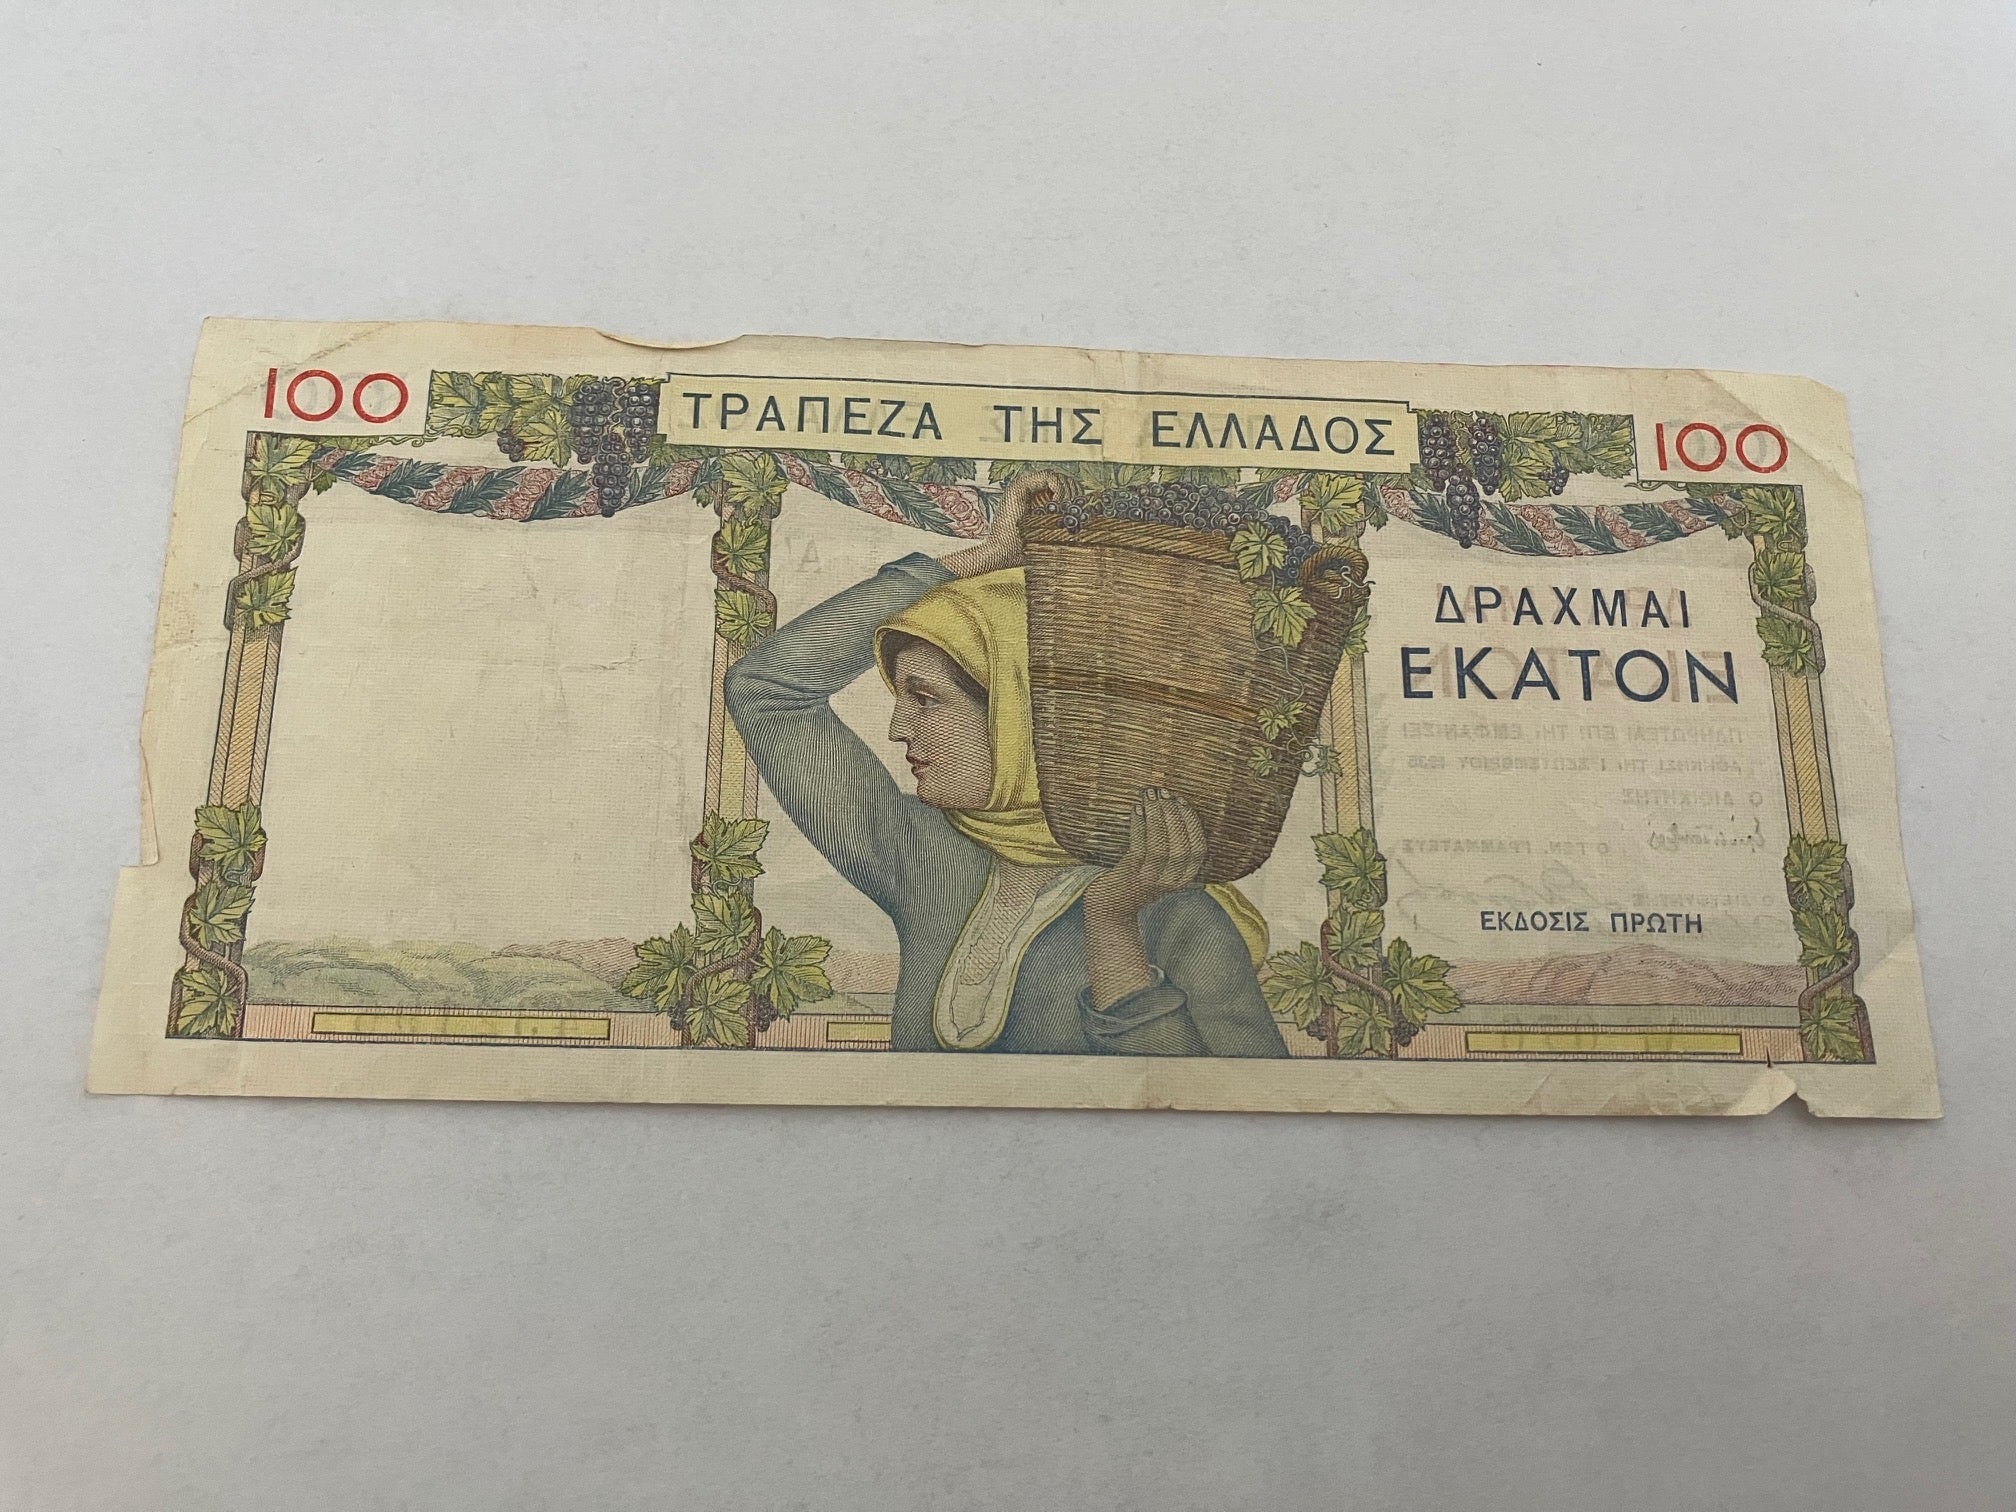 100
ΤΡΑΠΕΖΑ ΤΗΣ ΕΛΛΑΔΟΣ
100
ΔΡΑΧΜΑΙ
ΕΚΑΤΟΝ
ΕΚΔΟΣΙΣ ΠΡΩΤΗ